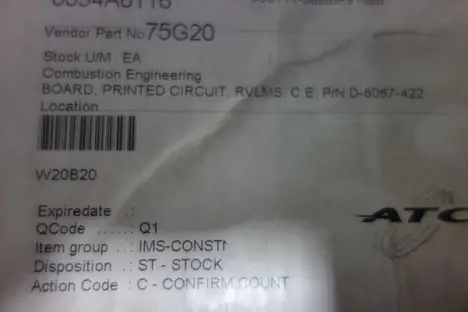 Vendor Part No 75G20
Stock U/M EA
Combustion Engineering
BOARD, PRINTED CIRCUIT, RVLMS, C.E. P/N D-8067-422
Location
W20B20
Expiredate .:
QCode .....: Q1
Item group ..: IMS-CONSTN
Disposition .: ST - STOCK
Action Code .: C - CONFIRM COUNT
ATC